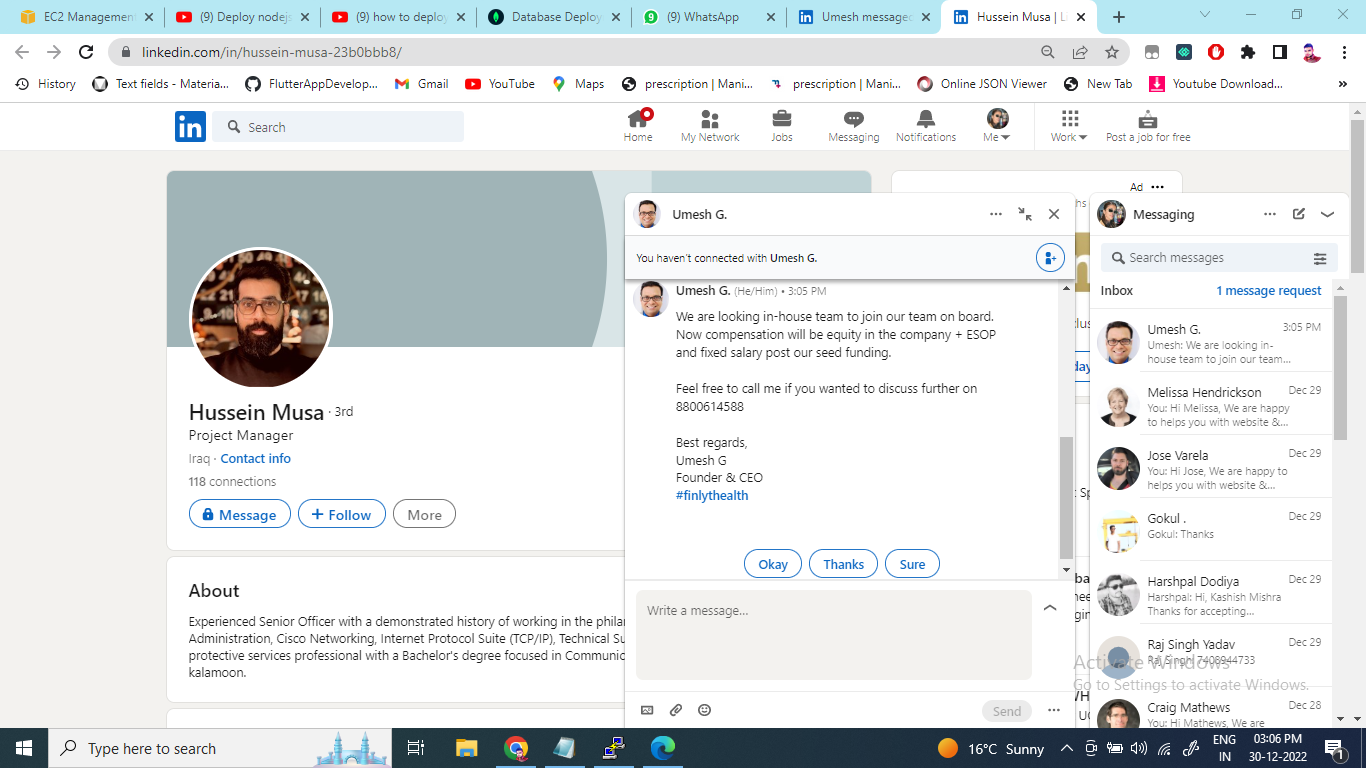 EC2 Management
(9) Deploy nodejs
(9) how to deploy
Database Deploy
(9) WhatsApp
Umesh messaged
Hussein Musa | Li
linkedin.com/in/hussein-musa-23b0bbb8/
History
Text fields - Materia...
FlutterAppDevelop...
Gmail
YouTube
Maps
prescription | Mani...
prescription | Mani...
Online JSON Viewer
New Tab
Youtube Download...
in
Search
Home
My Network
Jobs
Messaging
Notifications
Me
Work
Post a job for free
Hussein Musa · 3rd
Project Manager
Iraq · Contact info
118 connections
Message
Follow
More
About
Experienced Senior Officer with a demonstrated history of working in the philan
Administration, Cisco Networking, Internet Protocol Suite (TCP/IP), Technical Su
protective services professional with a Bachelor's degree focused in Communic
kalamoon.
Ad
Umesh G.
You haven't connected with Umesh G.
Umesh G. (He/Him) • 3:05 PM
We are looking in-house team to join our team on board.
Now compensation will be equity in the company + ESOP
and fixed salary post our seed funding.
Feel free to call me if you wanted to discuss further on
8800614588
Best regards,
Umesh G
Founder & CEO
#finlythealth
Okay
Thanks
Sure
Write a message...
Send
Messaging
Search messages
Inbox
1 message request
Umesh G.
3:05 PM
Umesh: We are looking in-
house team to join our team...
Melissa Hendrickson
Dec 29
You: Hi Melissa, We are happy
to helps you with website &...
Jose Varela
Dec 29
You: Hi Jose, We are happy to
helps you with website &...
Gokul .
Dec 29
Gokul: Thanks
Harshpal Dodiya
Dec 29
Harshpal: Hi, Kashish Mishra
Thanks for accepting...
Raj Singh Yadav
Dec 29
Raj Singh: 7408944733
Craig Mathews
Dec 28
You: Hi Mathews, We are
Activate Windows
Go to Settings to activate Windows.
Type here to search
16°C Sunny
ENG
IN
03:06 PM
30-12-2022
1